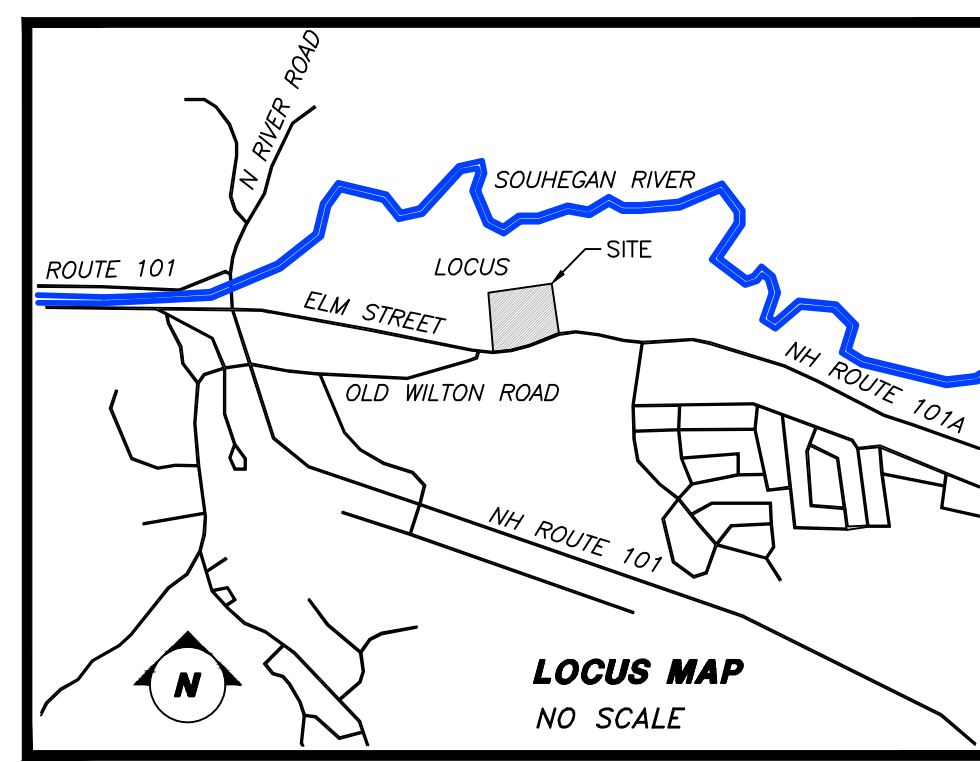 N RIVER ROAD
SOUHEGAN RIVER
SITE
LOCUS
ROUTE 101
ELM STREET
NH ROUTE 101A
OLD WILTON ROAD
NH ROUTE 101
LOCUS MAP
NO SCALE
N